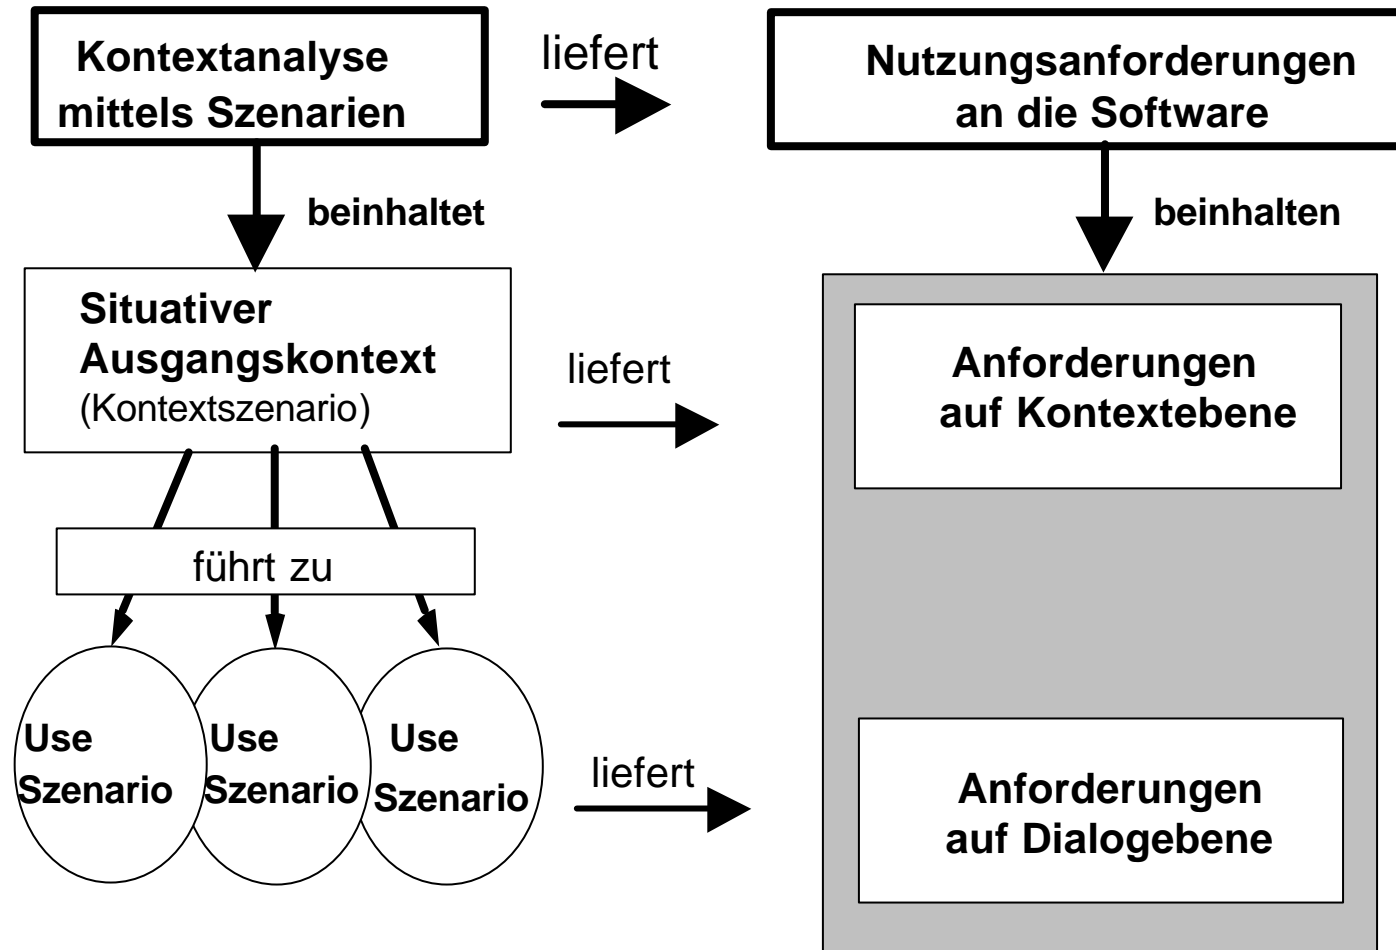 Kontextanalyse
mittels Szenarien
liefert
Nutzungsanforderungen
an die Software
beinhaltet
beinhalten
Situativer
Ausgangskontext
(Kontextszenario)
liefert
Anforderungen
auf Kontextebene
führt zu
Use
Szenario
Use
Szenario
Use
Szenario
liefert
Anforderungen
auf Dialogebene